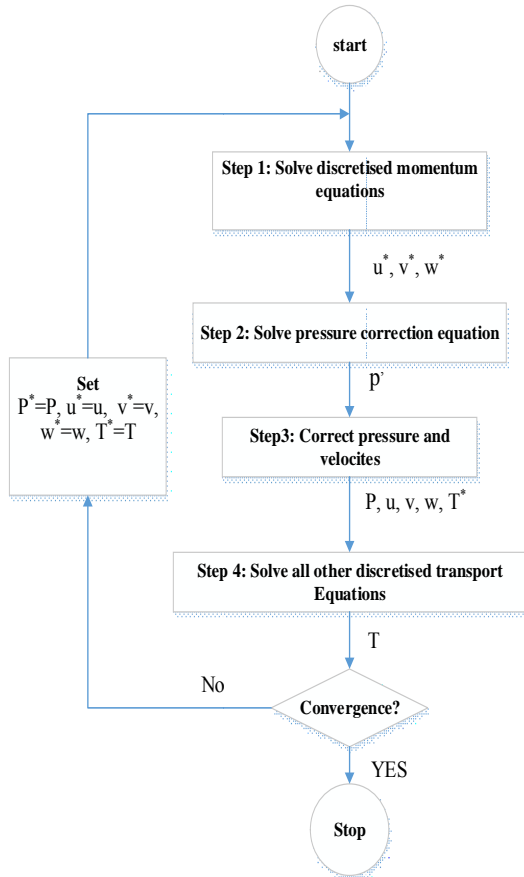 start
Step 1: Solve discretised momentum
equations
u*, v*, w*
Step 2: Solve pressure correction equation
p'
Step3: Correct pressure and
velocites
P, u, v, w, T*
Step 4: Solve all other discretised transport
Equations
T
Convergence?
No
YES
Stop
Set
P*=P, u*=u, v*=v,
w*=w, T*=T